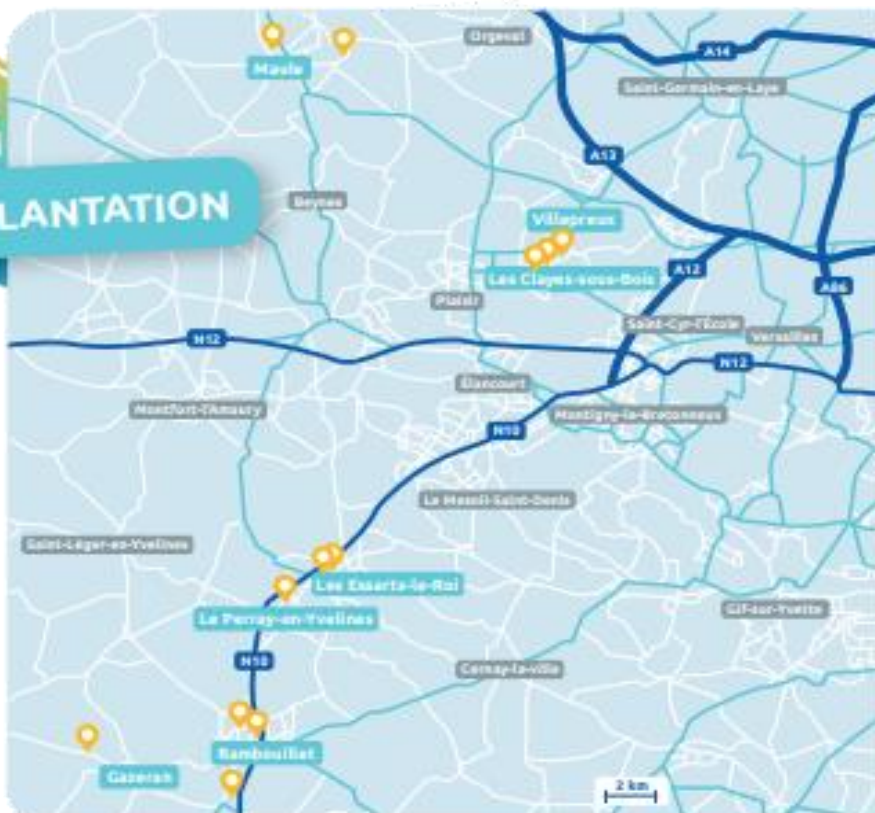 Orgeval
A14
Maule
Saint-Germain-en-Laye
A13
LANTATION
Beynes
Villepreux
A12
Les Clayes-sous-Bois
A86
Plaisir
Saint-Cyr-l'École
Versailles
N12
N12
Élancourt
Montfort-l'Amaury
Montigny-le-Bretonneux
N10
Le Mesnil-Saint-Denis
Saint-Léger-en-Yvelines
Les Essarts-le-Roi
Le Perray-en-Yvelines
Gif-sur-Yvette
N10
Cernay-la-ville
Rambouillet
Gazeran
2 km